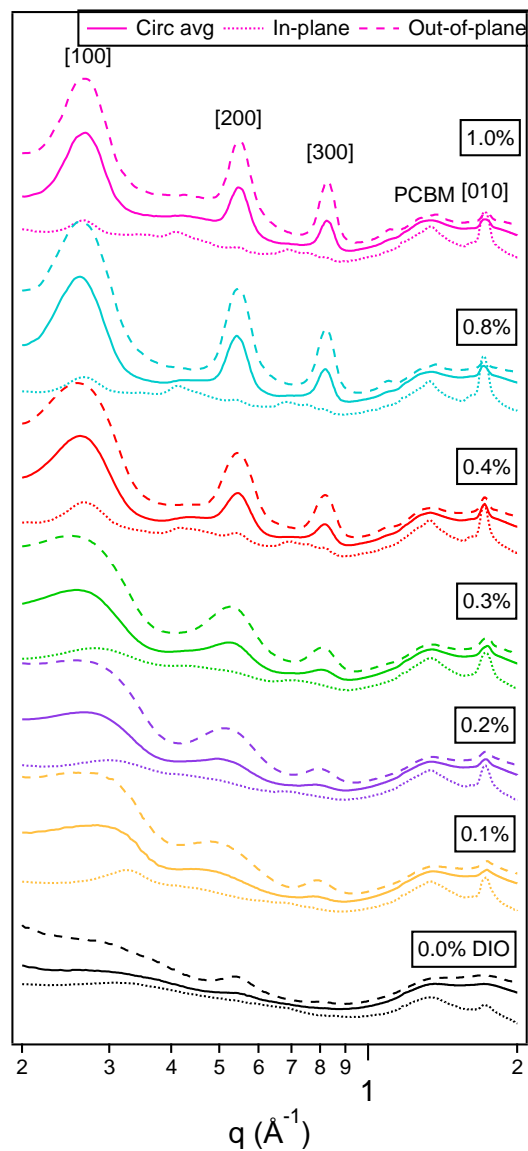 Circ avg In-plane Out-of-plane
[100]
[200]
[300]
1.0%
PCBM [010]
0.8%
0.4%
0.3%
0.2%
0.1%
0.0% DIO
2 3 4 5 6 7 8 9 1 2
q (Å⁻¹)